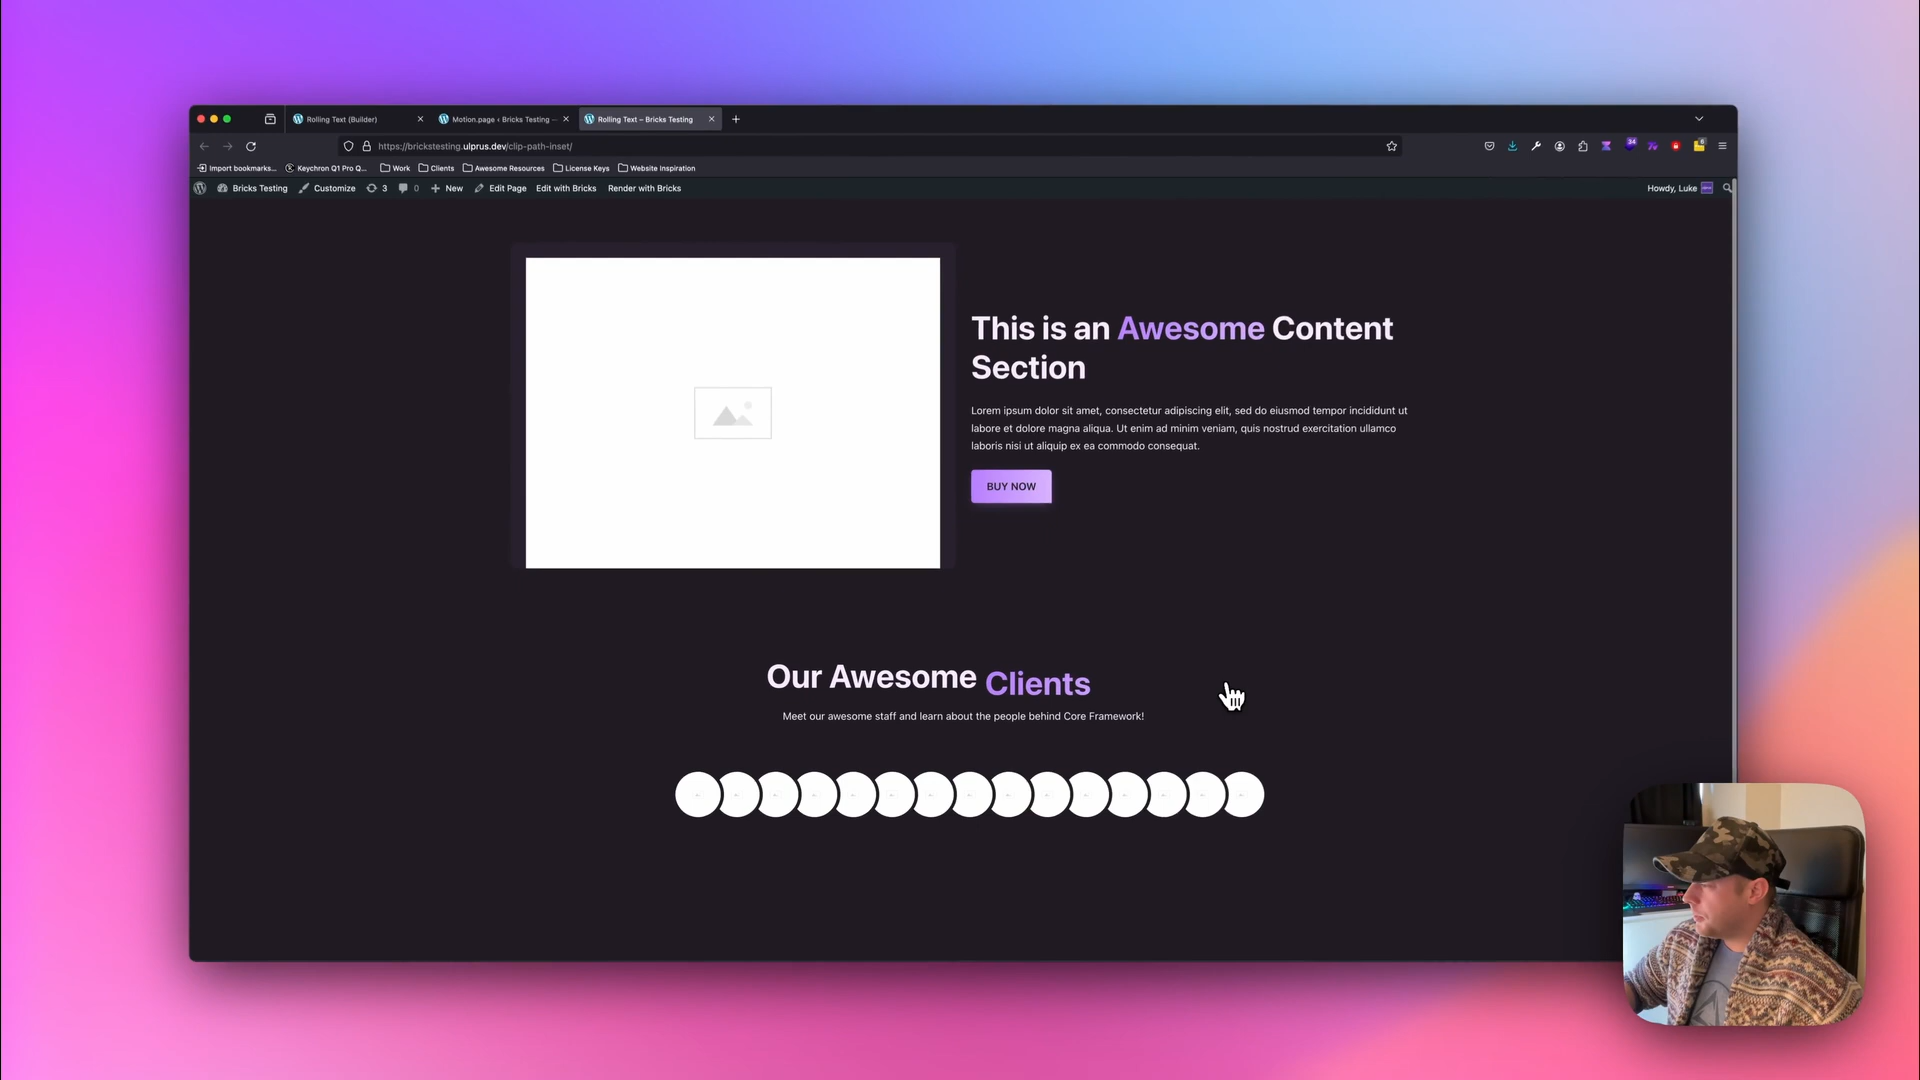 Rolling Text (Builder)
Motion.page ‹ Bricks Testing —
Rolling Text – Bricks Testing
https://brickstesting.ulprus.dev/clip-path-inset/
34
6
Import bookmarks...
Keychron Q1 Pro Q...
Work
Clients
Awesome Resources
License Keys
Website Inspiration
Bricks Testing
Customize
3
0
New
Edit Page
Edit with Bricks
Render with Bricks
Howdy, Luke
This is an Awesome Content
Section
Lorem ipsum dolor sit amet, consectetur adipiscing elit, sed do eiusmod tempor incididunt ut
labore et dolore magna aliqua. Ut enim ad minim veniam, quis nostrud exercitation ullamco
laboris nisi ut aliquip ex ea commodo consequat.
BUY NOW
Our Awesome Clients
Meet our awesome staff and learn about the people behind Core Framework!